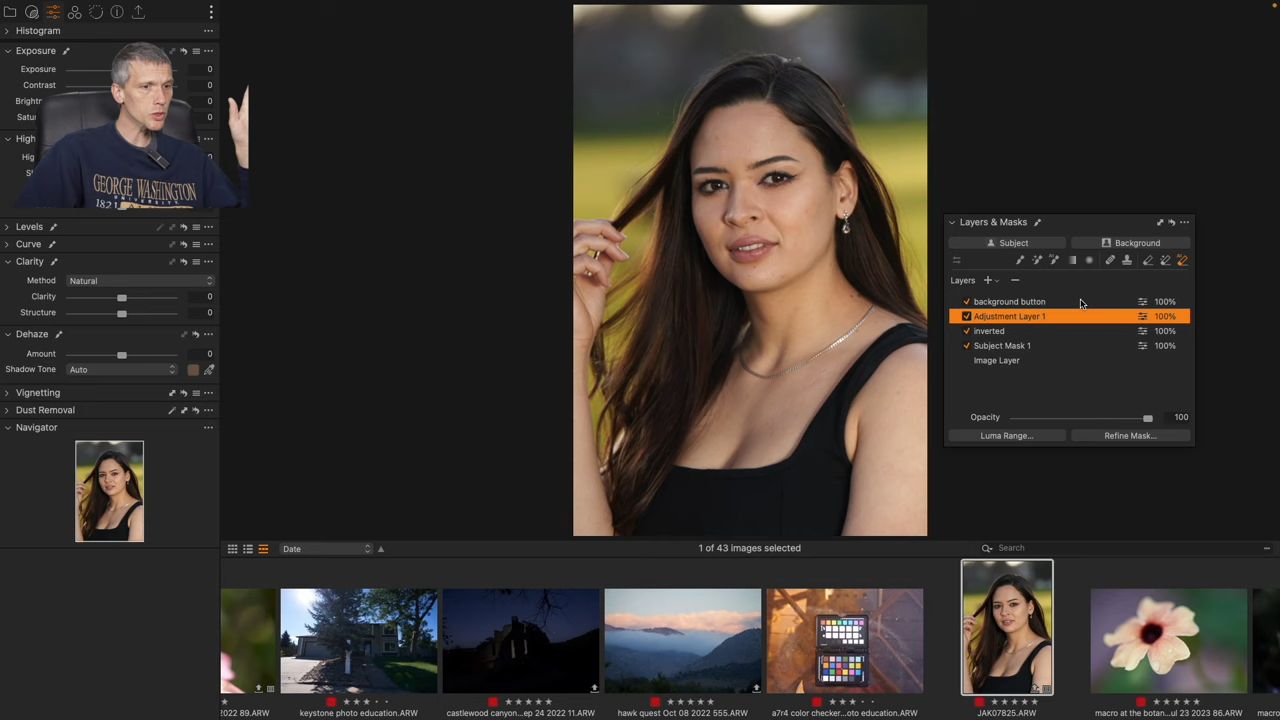 Histogram
Exposure
Exposure 0
Contrast 0
Brightn 0
Satu 0
High
Hig
S
GEORGE WASHINGTON
UNIVERSITY
1821
Levels
Curve
Clarity
Method Natural
Clarity 0
Structure 0
Dehaze
Amount 0
Shadow Tone Auto
Vignetting
Dust Removal
Navigator
Layers & Masks
Subject Background
Layers
background button 100%
Adjustment Layer 1 100%
inverted 100%
Subject Mask 1 100%
Image Layer
Opacity 100
Luma Range... Refine Mask...
Date 1 of 43 images selected Search
2022 89.ARW
keystone photo education.ARW
castlewood canyon...ep 24 2022 11.ARW
hawk quest Oct 08 2022 555.ARW
a7r4 color checker...oto education.ARW
JAK07825.ARW
macro at the botan...ul 23 2023 86.ARW
macro